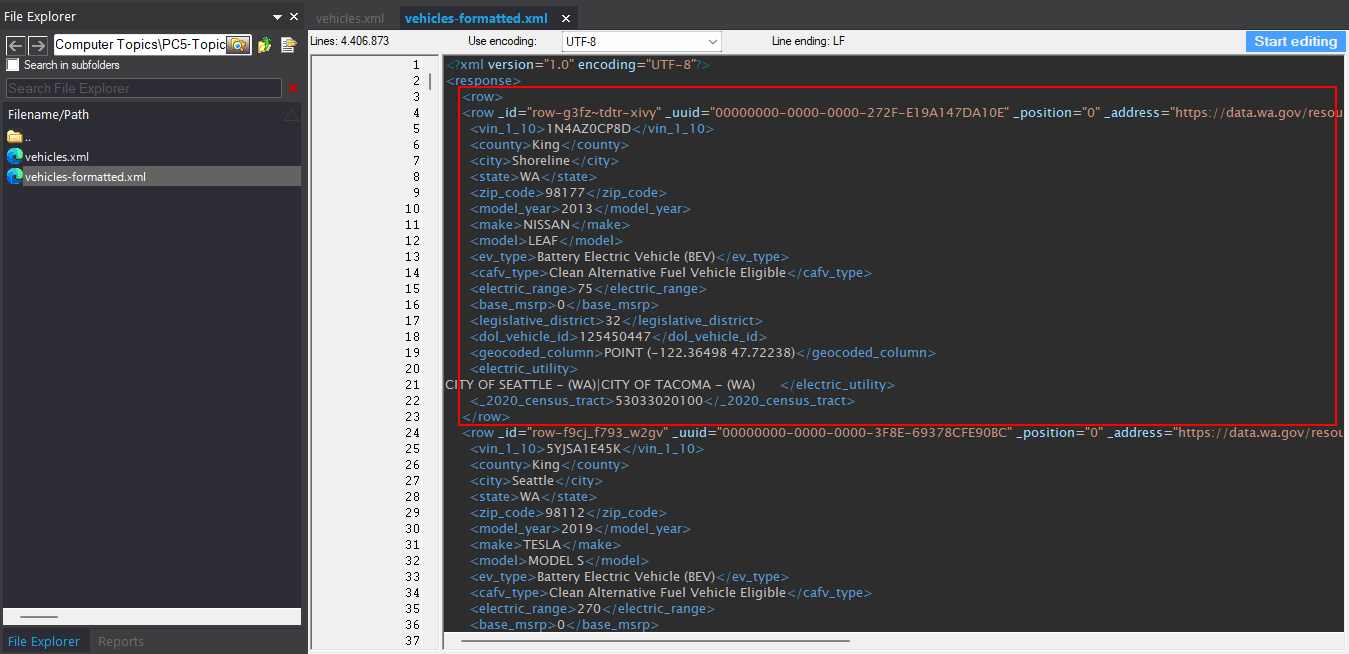 File Explorer
vehicles.xml
vehicles-formatted.xml
Computer Topics\PC5-Topic
Lines: 4.406.873
Use encoding:
UTF-8
Line ending: LF
Start editing
Search in subfolders
Search File Explorer
Filename/Path
..
vehicles.xml
vehicles-formatted.xml
1 <?xml version="1.0" encoding="UTF-8"?>
2 <response>
3 <row>
4 <row _id="row-g3fz~tdtr-xivy" _uuid="00000000-0000-0000-272F-E19A147DA10E" _position="0" _address="https://data.wa.gov/resou
5 <vin_1_10>1N4AZ0CP8D</vin_1_10>
6 <county>King</county>
7 <city>Shoreline</city>
8 <state>WA</state>
9 <zip_code>98177</zip_code>
10 <model_year>2013</model_year>
11 <make>NISSAN</make>
12 <model>LEAF</model>
13 <ev_type>Battery Electric Vehicle (BEV)</ev_type>
14 <cafv_type>Clean Alternative Fuel Vehicle Eligible</cafv_type>
15 <electric_range>75</electric_range>
16 <base_msrp>0</base_msrp>
17 <legislative_district>32</legislative_district>
18 <dol_vehicle_id>125450447</dol_vehicle_id>
19 <geocoded_column>POINT (-122.36498 47.72238)</geocoded_column>
20 <electric_utility>
21 CITY OF SEATTLE - (WA)|CITY OF TACOMA - (WA) </electric_utility>
22 <_2020_census_tract>53033020100</_2020_census_tract>
23 </row>
24 <row _id="row-f9cj_f793_w2gv" _uuid="00000000-0000-0000-3F8E-69378CFE90BC" _position="0" _address="https://data.wa.gov/resou
25 <vin_1_10>5YJSA1E45K</vin_1_10>
26 <county>King</county>
27 <city>Seattle</city>
28 <state>WA</state>
29 <zip_code>98112</zip_code>
30 <model_year>2019</model_year>
31 <make>TESLA</make>
32 <model>MODEL S</model>
33 <ev_type>Battery Electric Vehicle (BEV)</ev_type>
34 <cafv_type>Clean Alternative Fuel Vehicle Eligible</cafv_type>
35 <electric_range>270</electric_range>
36 <base_msrp>0</base_msrp>
37
File Explorer
Reports